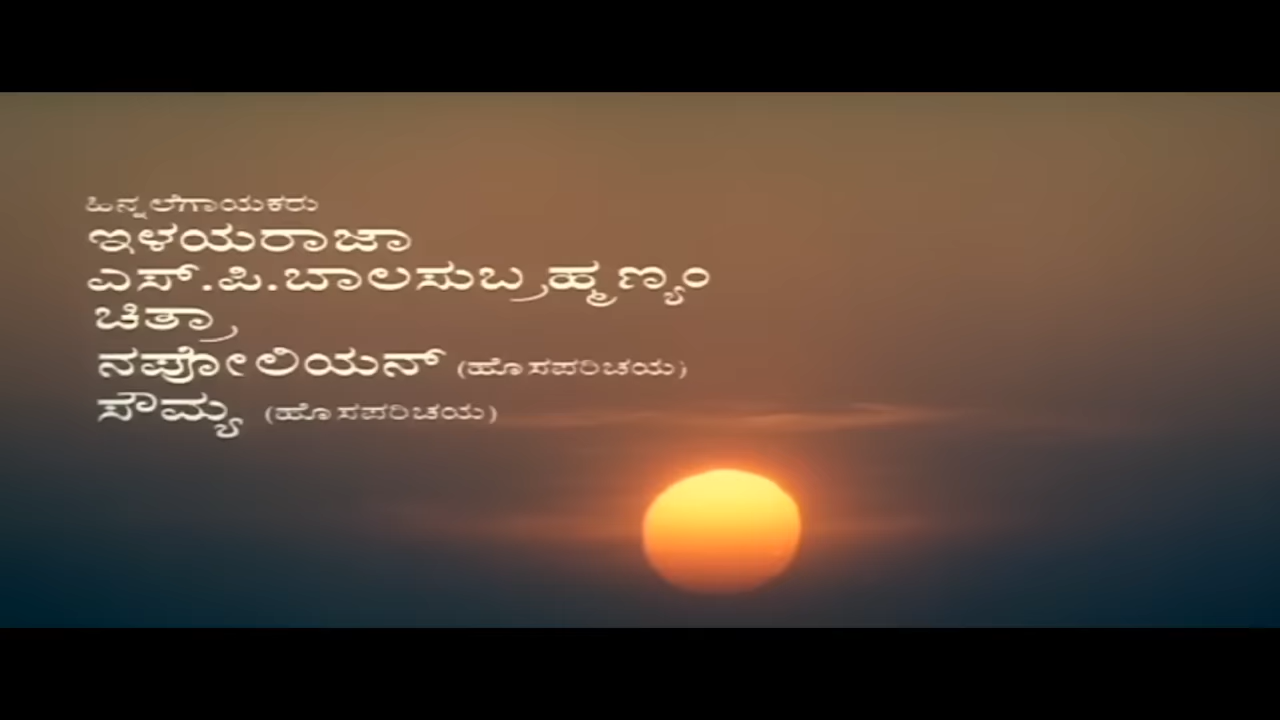 ಹಿನ್ನಲೆಗಾಯಕರು
ಇಳಯರಾಜಾ
ಎಸ್.ಪಿ.ಬಾಲಸುಬ್ರಹ್ಮಣ್ಯಂ
ಚಿತ್ರಾ
ನಪೋಲಿಯನ್ (ಹೊಸಪರಿಚಯ)
ಸೌಮ್ಯ (ಹೊಸಪರಿಚಯ)